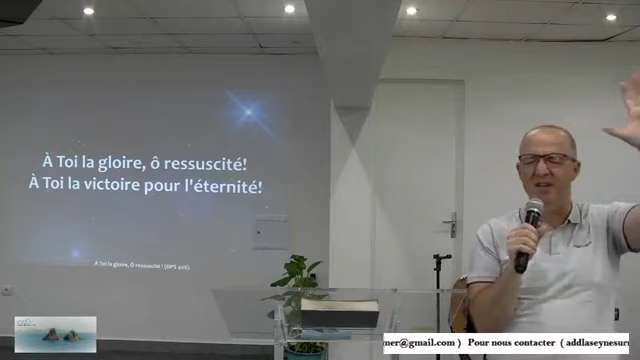 À Toi la gloire, ô ressuscité!
À Toi la victoire pour l'éternité!
A Toi la gloire, Ô ressuscité ! (DPS 408)
mer@gmail.com ) Pour nous contacter ( addlaseynesurm